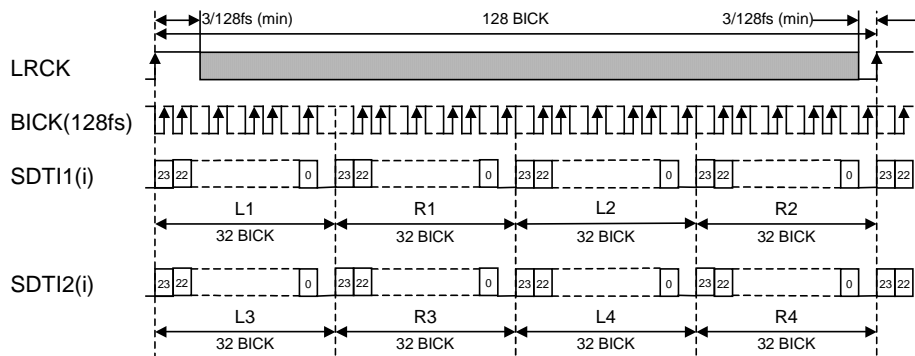 3/128fs (min) 128 BICK 3/128fs (min)
LRCK
BICK(128fs)
SDTI1(i) 23 22 0 23 22 0 23 22 0 23 22 0 23 22
L1 R1 L2 R2
32 BICK 32 BICK 32 BICK 32 BICK
SDTI2(i) 23 22 0 23 22 0 23 22 0 23 22 0 23 22
L3 R3 L4 R4
32 BICK 32 BICK 32 BICK 32 BICK